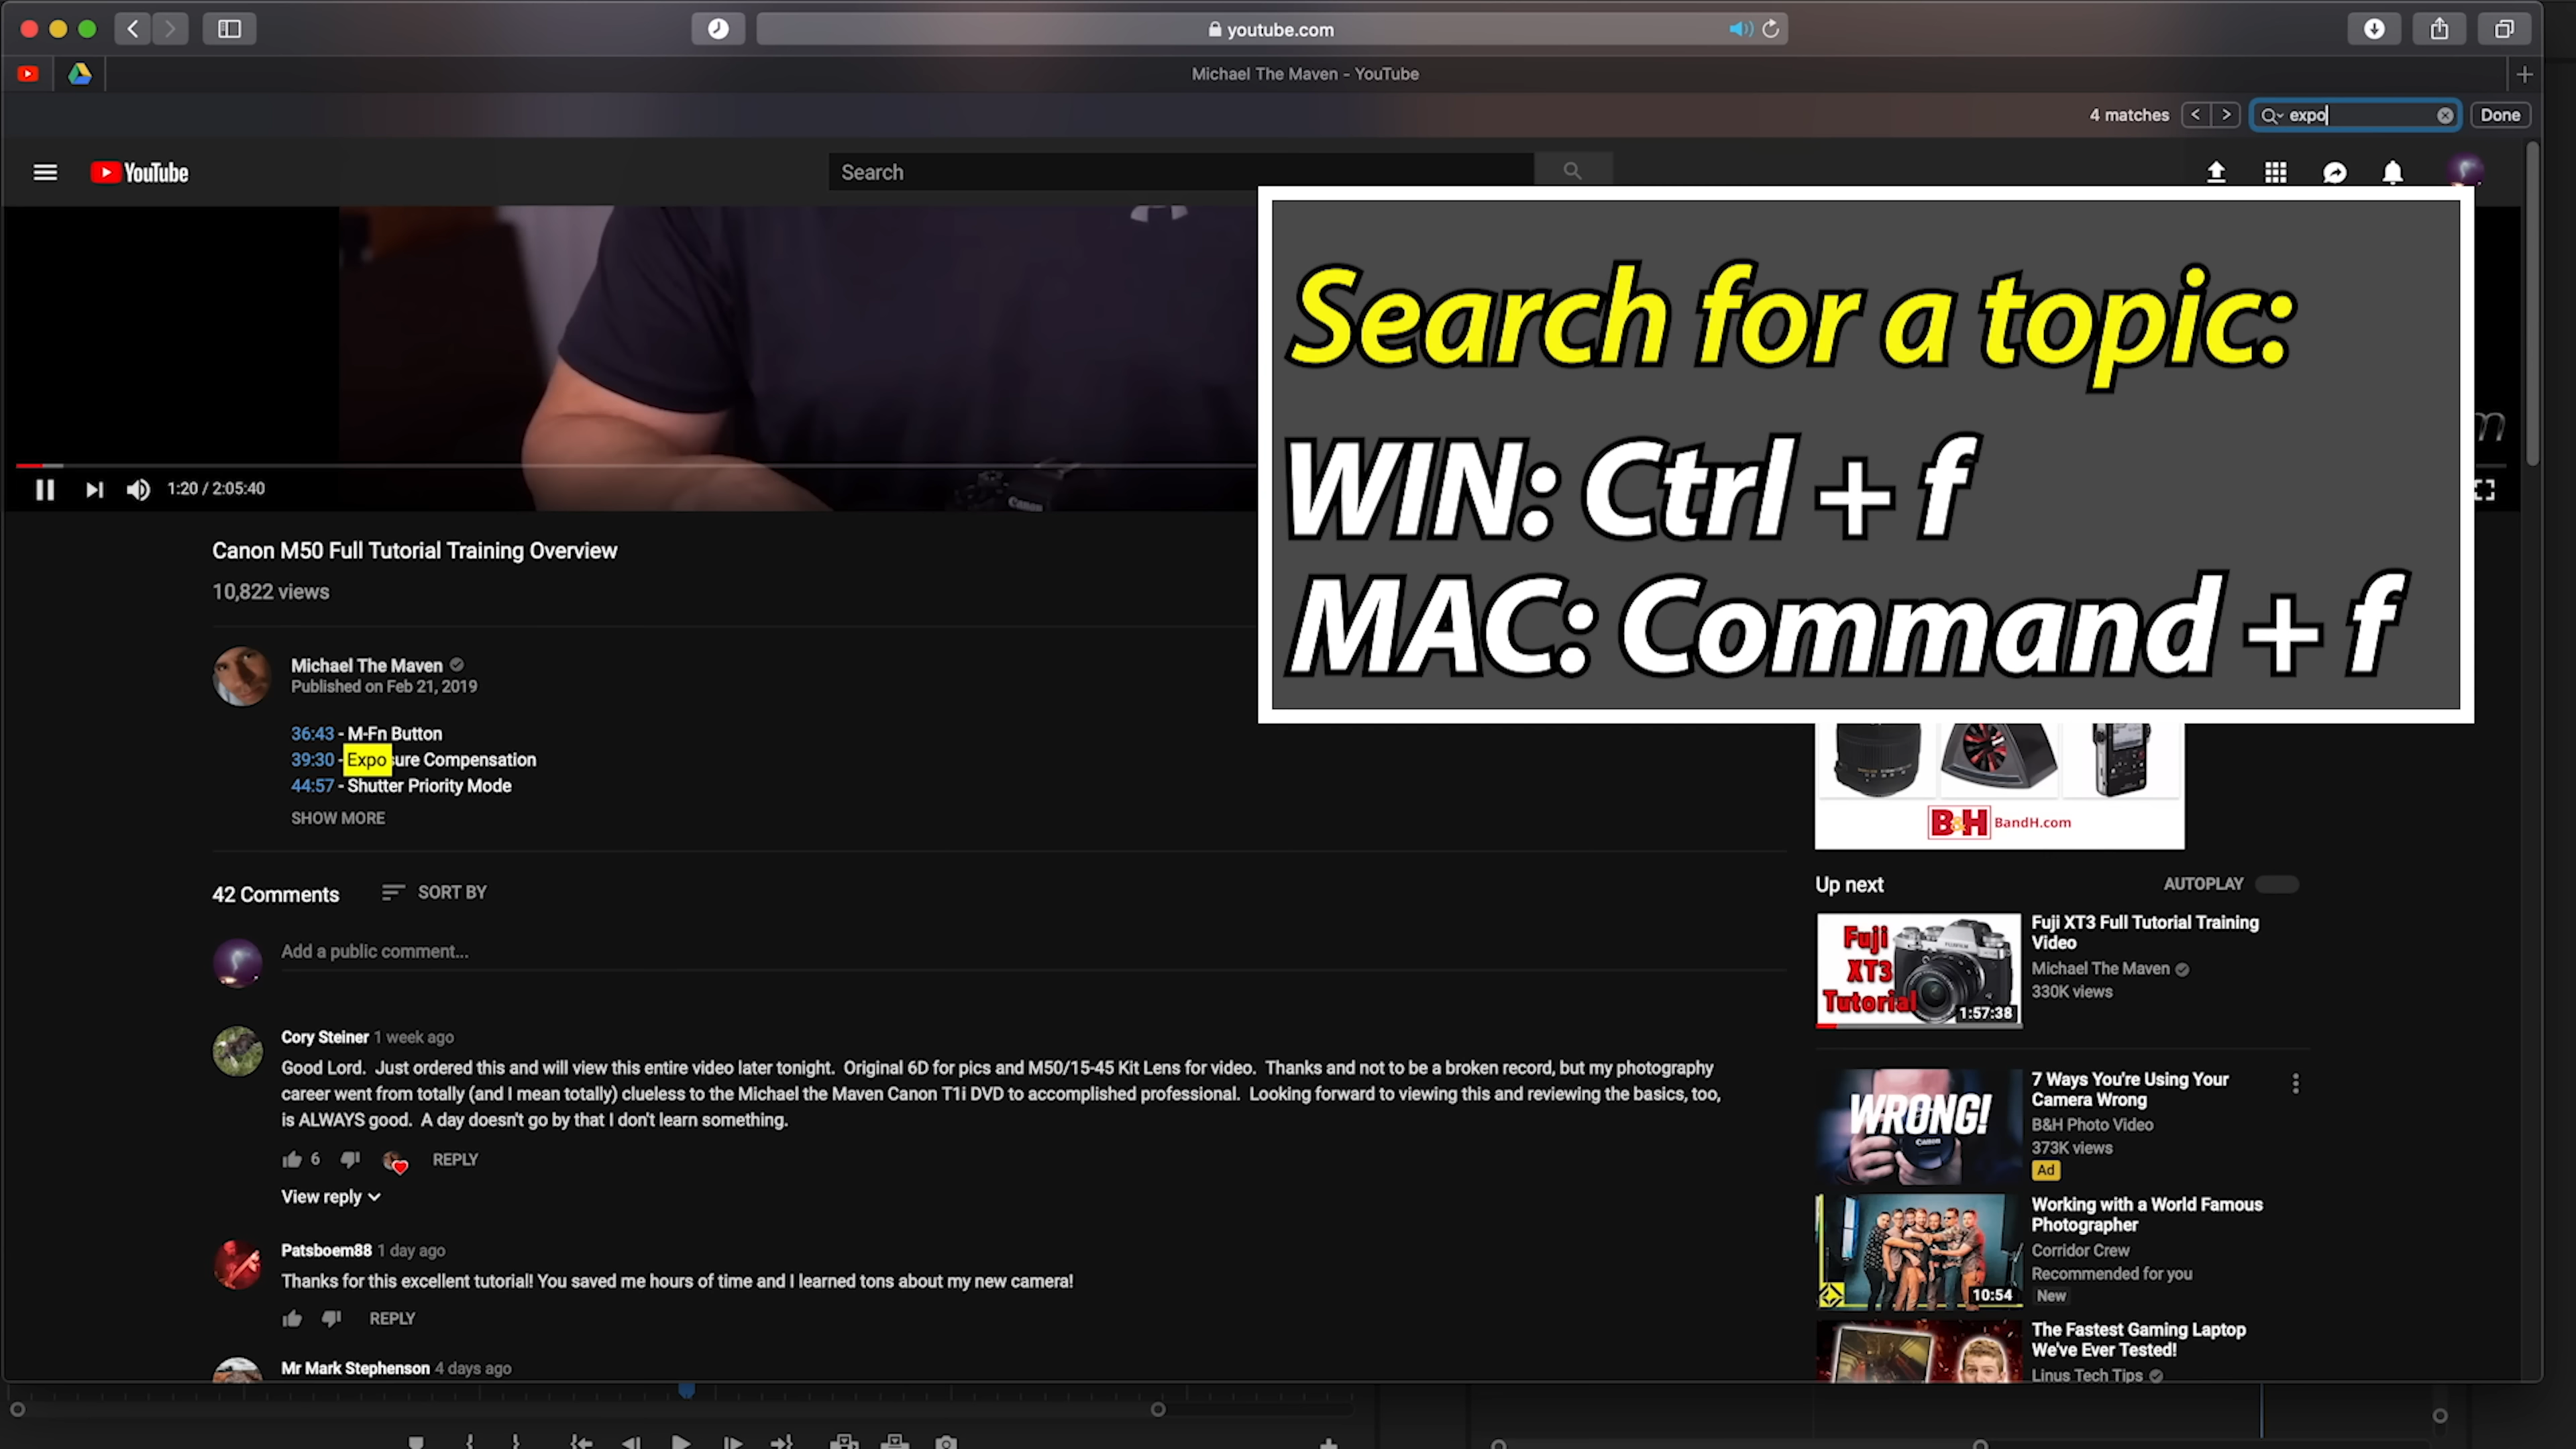 youtube.com
Michael The Maven - YouTube
4 matches
expo
Done
YouTube
Search
Search for a topic:
WIN: Ctrl + f
MAC: Command + f
m
Canon
1:20 / 2:05:40
Canon M50 Full Tutorial Training Overview
10,822 views
Michael The Maven
Published on Feb 21, 2019
36:43 - M-Fn Button
39:30 - Exposure Compensation
44:57 - Shutter Priority Mode
SHOW MORE
B&H BandH.com
42 Comments
SORT BY
Add a public comment...
Cory Steiner 1 week ago
Good Lord. Just ordered this and will view this entire video later tonight. Original 6D for pics and M50/15-45 Kit Lens for video. Thanks and not to be a broken record, but my photography
career went from totally (and I mean totally) clueless to the Michael the Maven Canon T1i DVD to accomplished professional. Looking forward to viewing this and reviewing the basics, too,
is ALWAYS good. A day doesn't go by that I don't learn something.
6
REPLY
View reply
Patsboem88 1 day ago
Thanks for this excellent tutorial! You saved me hours of time and I learned tons about my new camera!
REPLY
Mr Mark Stephenson 4 days ago
Up next
AUTOPLAY
Fuji
XT3
Tutorial
FUJIFILM
1:57:38
Fuji XT3 Full Tutorial Training
Video
Michael The Maven
330K views
WRONG!
Canon
7 Ways You're Using Your
Camera Wrong
B&H Photo Video
373K views
Ad
10:54
Working with a World Famous
Photographer
Corridor Crew
Recommended for you
New
The Fastest Gaming Laptop
We've Ever Tested!
Linus Tech Tips